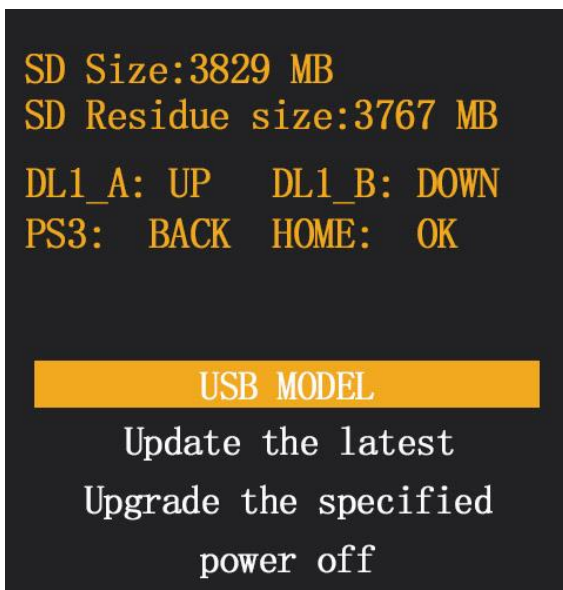 SD Size:3829 MB
SD Residue size:3767 MB
DL1_A: UP DL1_B: DOWN
PS3: BACK HOME: OK
USB MODEL
Update the latest
Upgrade the specified
power off